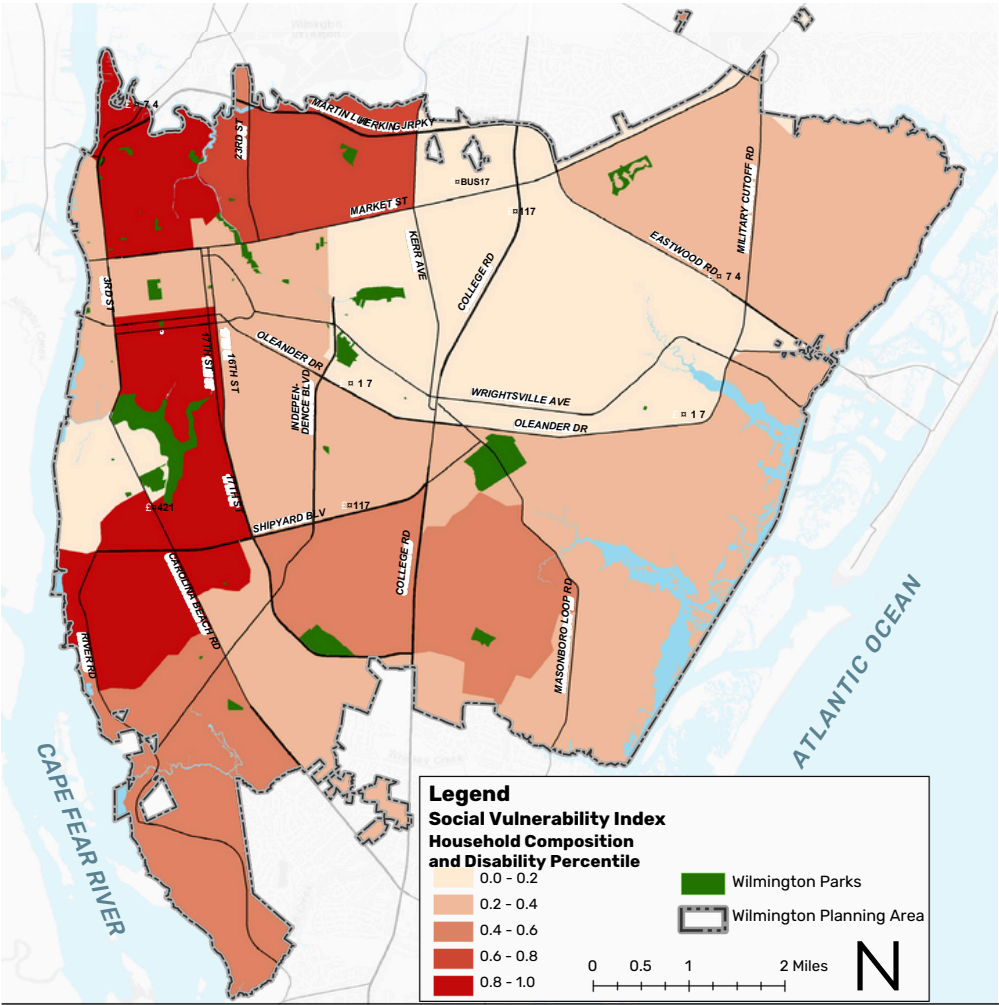 Wilmington
74
MARTIN LUTHER KING JR PKY
23RD ST
BUS17
MARKET ST
117
MILITARY CUTOFF RD
KERR AVE
COLLEGE RD
EASTWOOD RD
74
3RD ST
17TH ST
16TH ST
OLEANDER DR
INDEPEN-
DENCE BLVD
17
WRIGHTSVILLE AVE
17
OLEANDER DR
17TH ST
421
117
SHIPYARD BLV
COLLEGE RD
CAROLINA BEACH RD
MASONBORO LOOP RD
RIVER RD
ATLANTIC OCEAN
CAPE FEAR RIVER
Legend
Social Vulnerability Index
Household Composition
and Disability Percentile
0.0 - 0.2
0.2 - 0.4
0.4 - 0.6
0.6 - 0.8
0.8 - 1.0
Wilmington Parks
Wilmington Planning Area
0 0.5 1 2 Miles
N